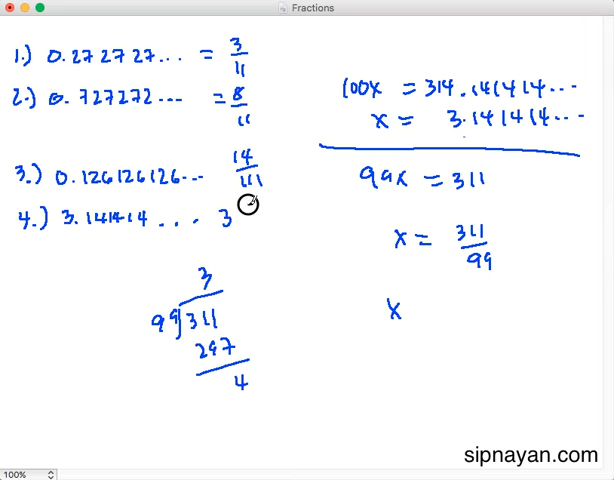 Fractions
1.) 0.272727... = 3/11
2.) 0.727272... = 8/11
3.) 0.126126126... 14/111
4.) 3.141414 ... 3
100x = 314.141414...
x = 3.141414...
99x = 311
x = 311/99
x
3
99)311
297
4
sipnayan.com
100%